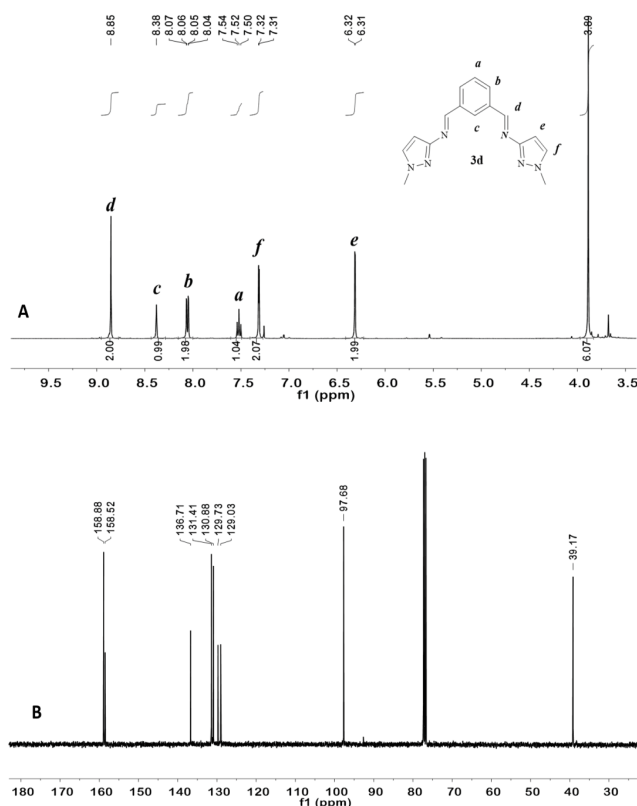 8.85
8.38
8.07
8.06
8.05
8.04
7.54
7.52
7.50
7.32
7.31
6.32
6.31
3.89
a
b
c
d
e
f
N
N
N
N
N
N
3d
d
c
b
a
f
e
A
2.00
0.99
1.98
1.04
2.07
1.99
6.07
9.5 9.0 8.5 8.0 7.5 7.0 6.5 6.0 5.5 5.0 4.5 4.0 3.5
f1 (ppm)
158.88
158.52
136.71
131.41
130.88
129.73
129.03
97.68
39.17
B
180 170 160 150 140 130 120 110 100 90 80 70 60 50 40 30
f1 (ppm)